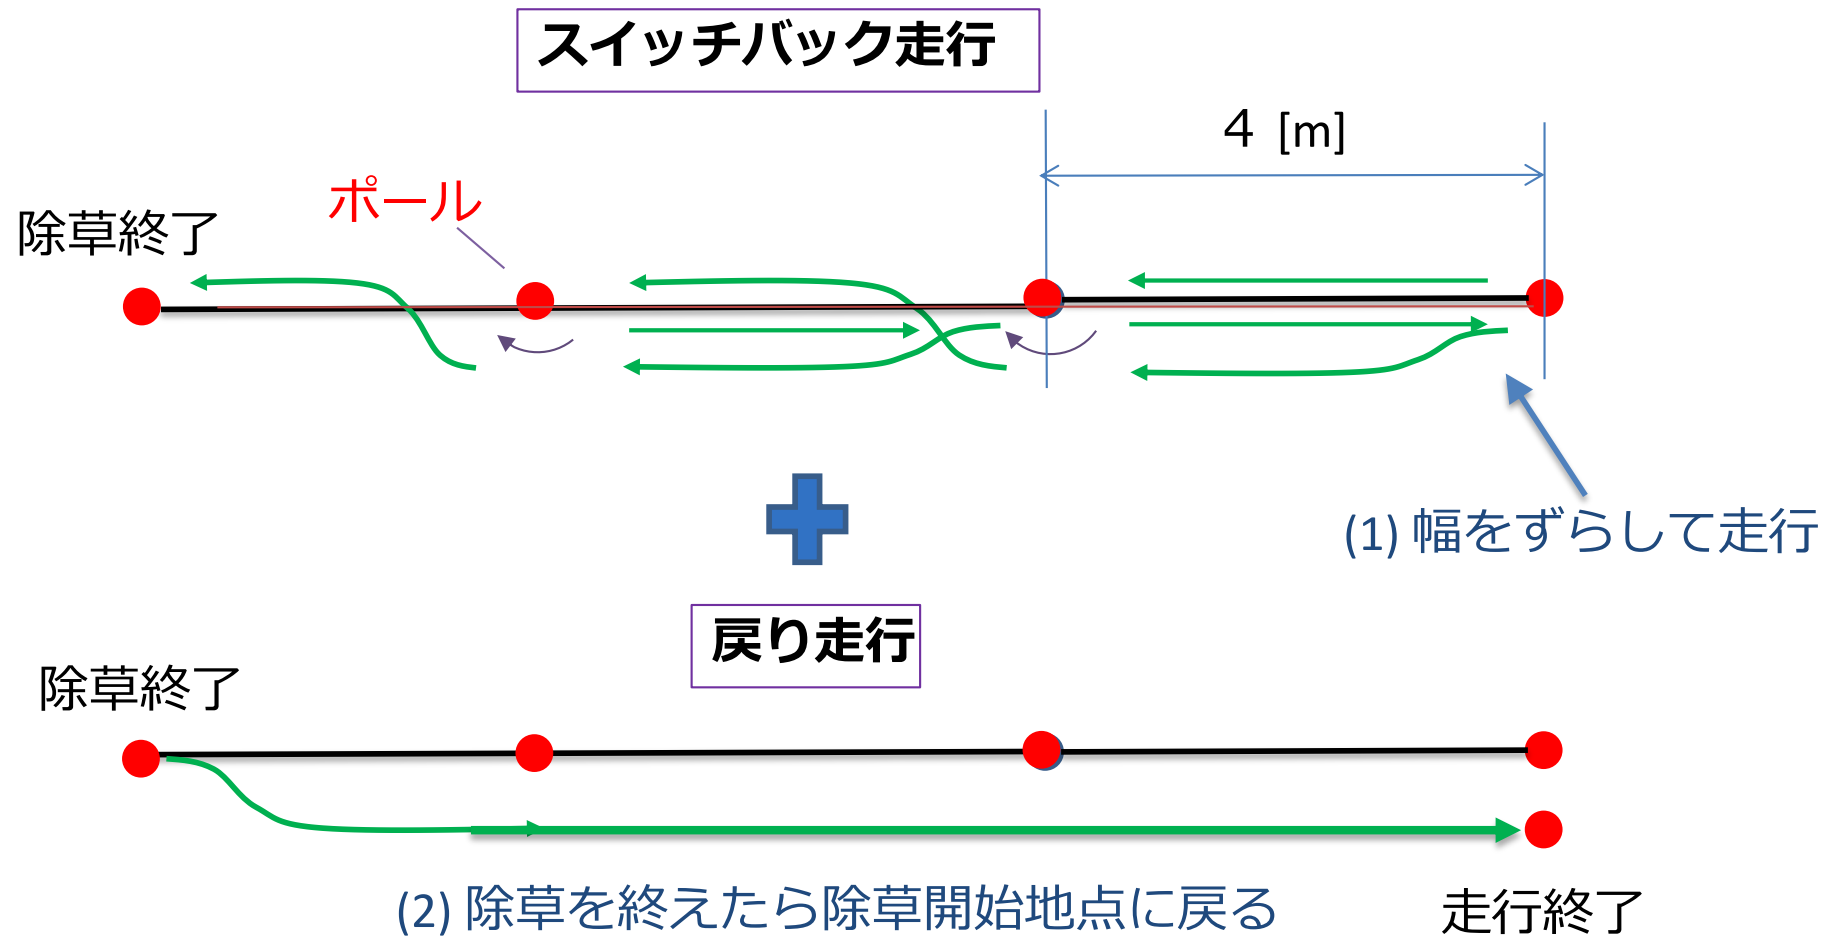 スイッチバック走行
4 [m]
ポール
除草終了
(1) 幅をずらして走行
戻り走行
除草終了
(2) 除草を終えたら除草開始地点に戻る
走行終了